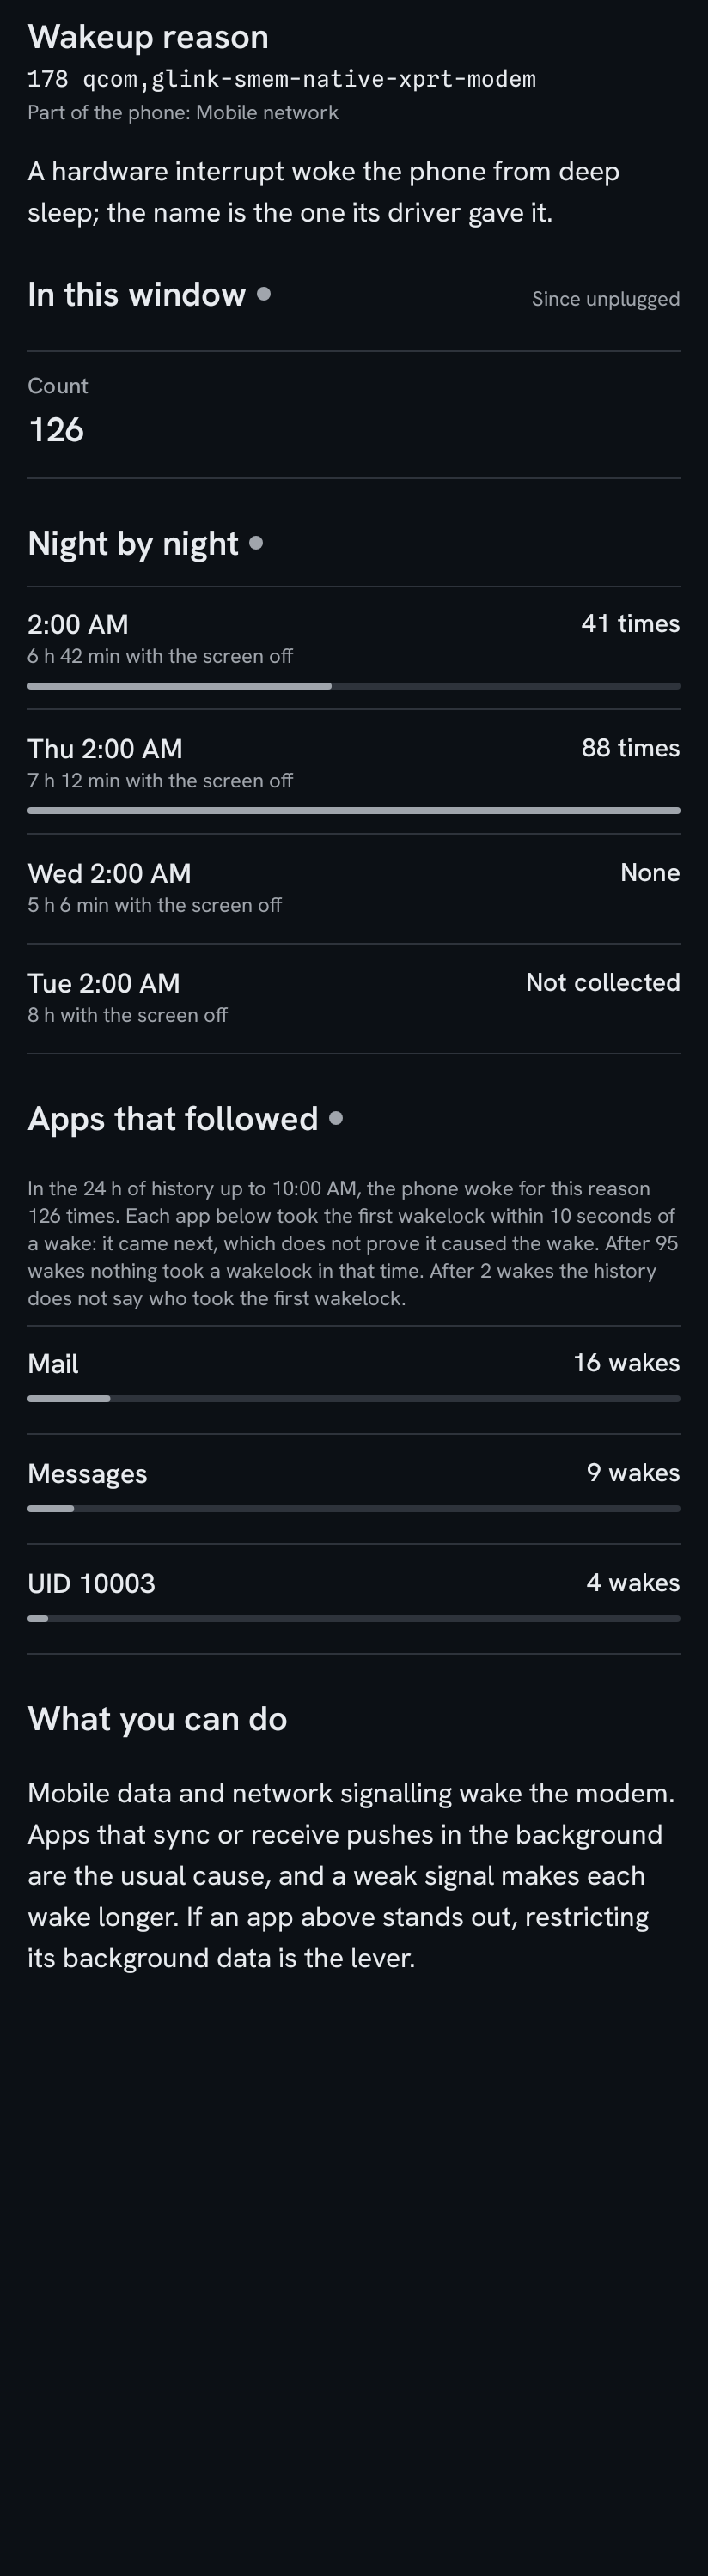 Wakeup reason
178 qcom,glink-smem-native-xprt-modem
Part of the phone: Mobile network
A hardware interrupt woke the phone from deep
sleep; the name is the one its driver gave it.
In this window
Since unplugged
Count
126
Night by night
2:00 AM
41 times
6 h 42 min with the screen off
Thu 2:00 AM
88 times
7 h 12 min with the screen off
Wed 2:00 AM
None
5 h 6 min with the screen off
Tue 2:00 AM
Not collected
8 h with the screen off
Apps that followed
In the 24 h of history up to 10:00 AM, the phone woke for this reason
126 times. Each app below took the first wakelock within 10 seconds of
a wake: it came next, which does not prove it caused the wake. After 95
wakes nothing took a wakelock in that time. After 2 wakes the history
does not say who took the first wakelock.
Mail
16 wakes
Messages
9 wakes
UID 10003
4 wakes
What you can do
Mobile data and network signalling wake the modem.
Apps that sync or receive pushes in the background
are the usual cause, and a weak signal makes each
wake longer. If an app above stands out, restricting
its background data is the lever.